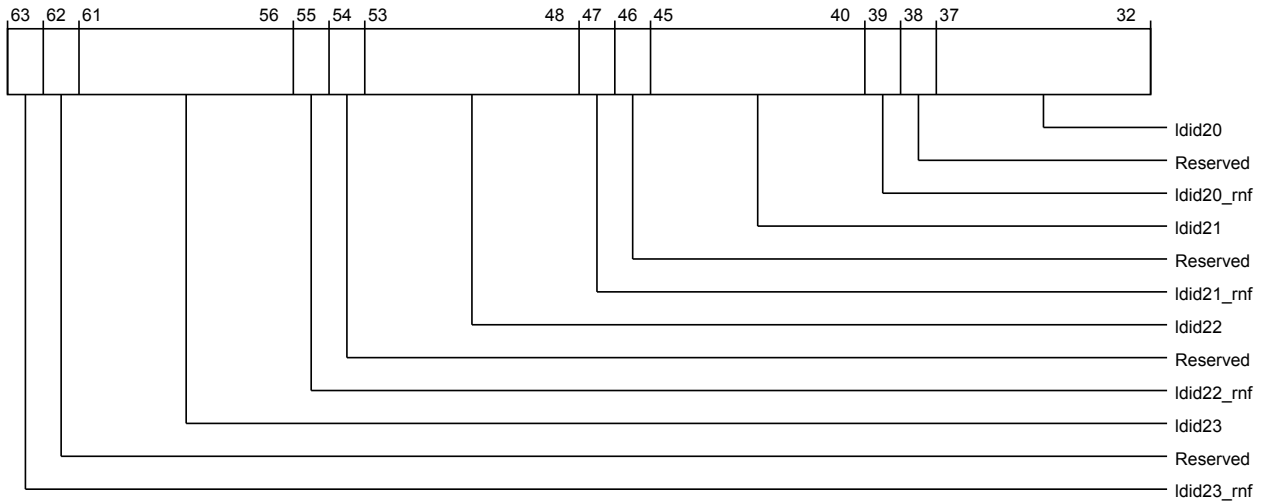 63 62 61 56 55 54 53 48 47 46 45 40 39 38 37 32
ldid20
Reserved
ldid20_rnf
ldid21
Reserved
ldid21_rnf
ldid22
Reserved
ldid22_rnf
ldid23
Reserved
ldid23_rnf